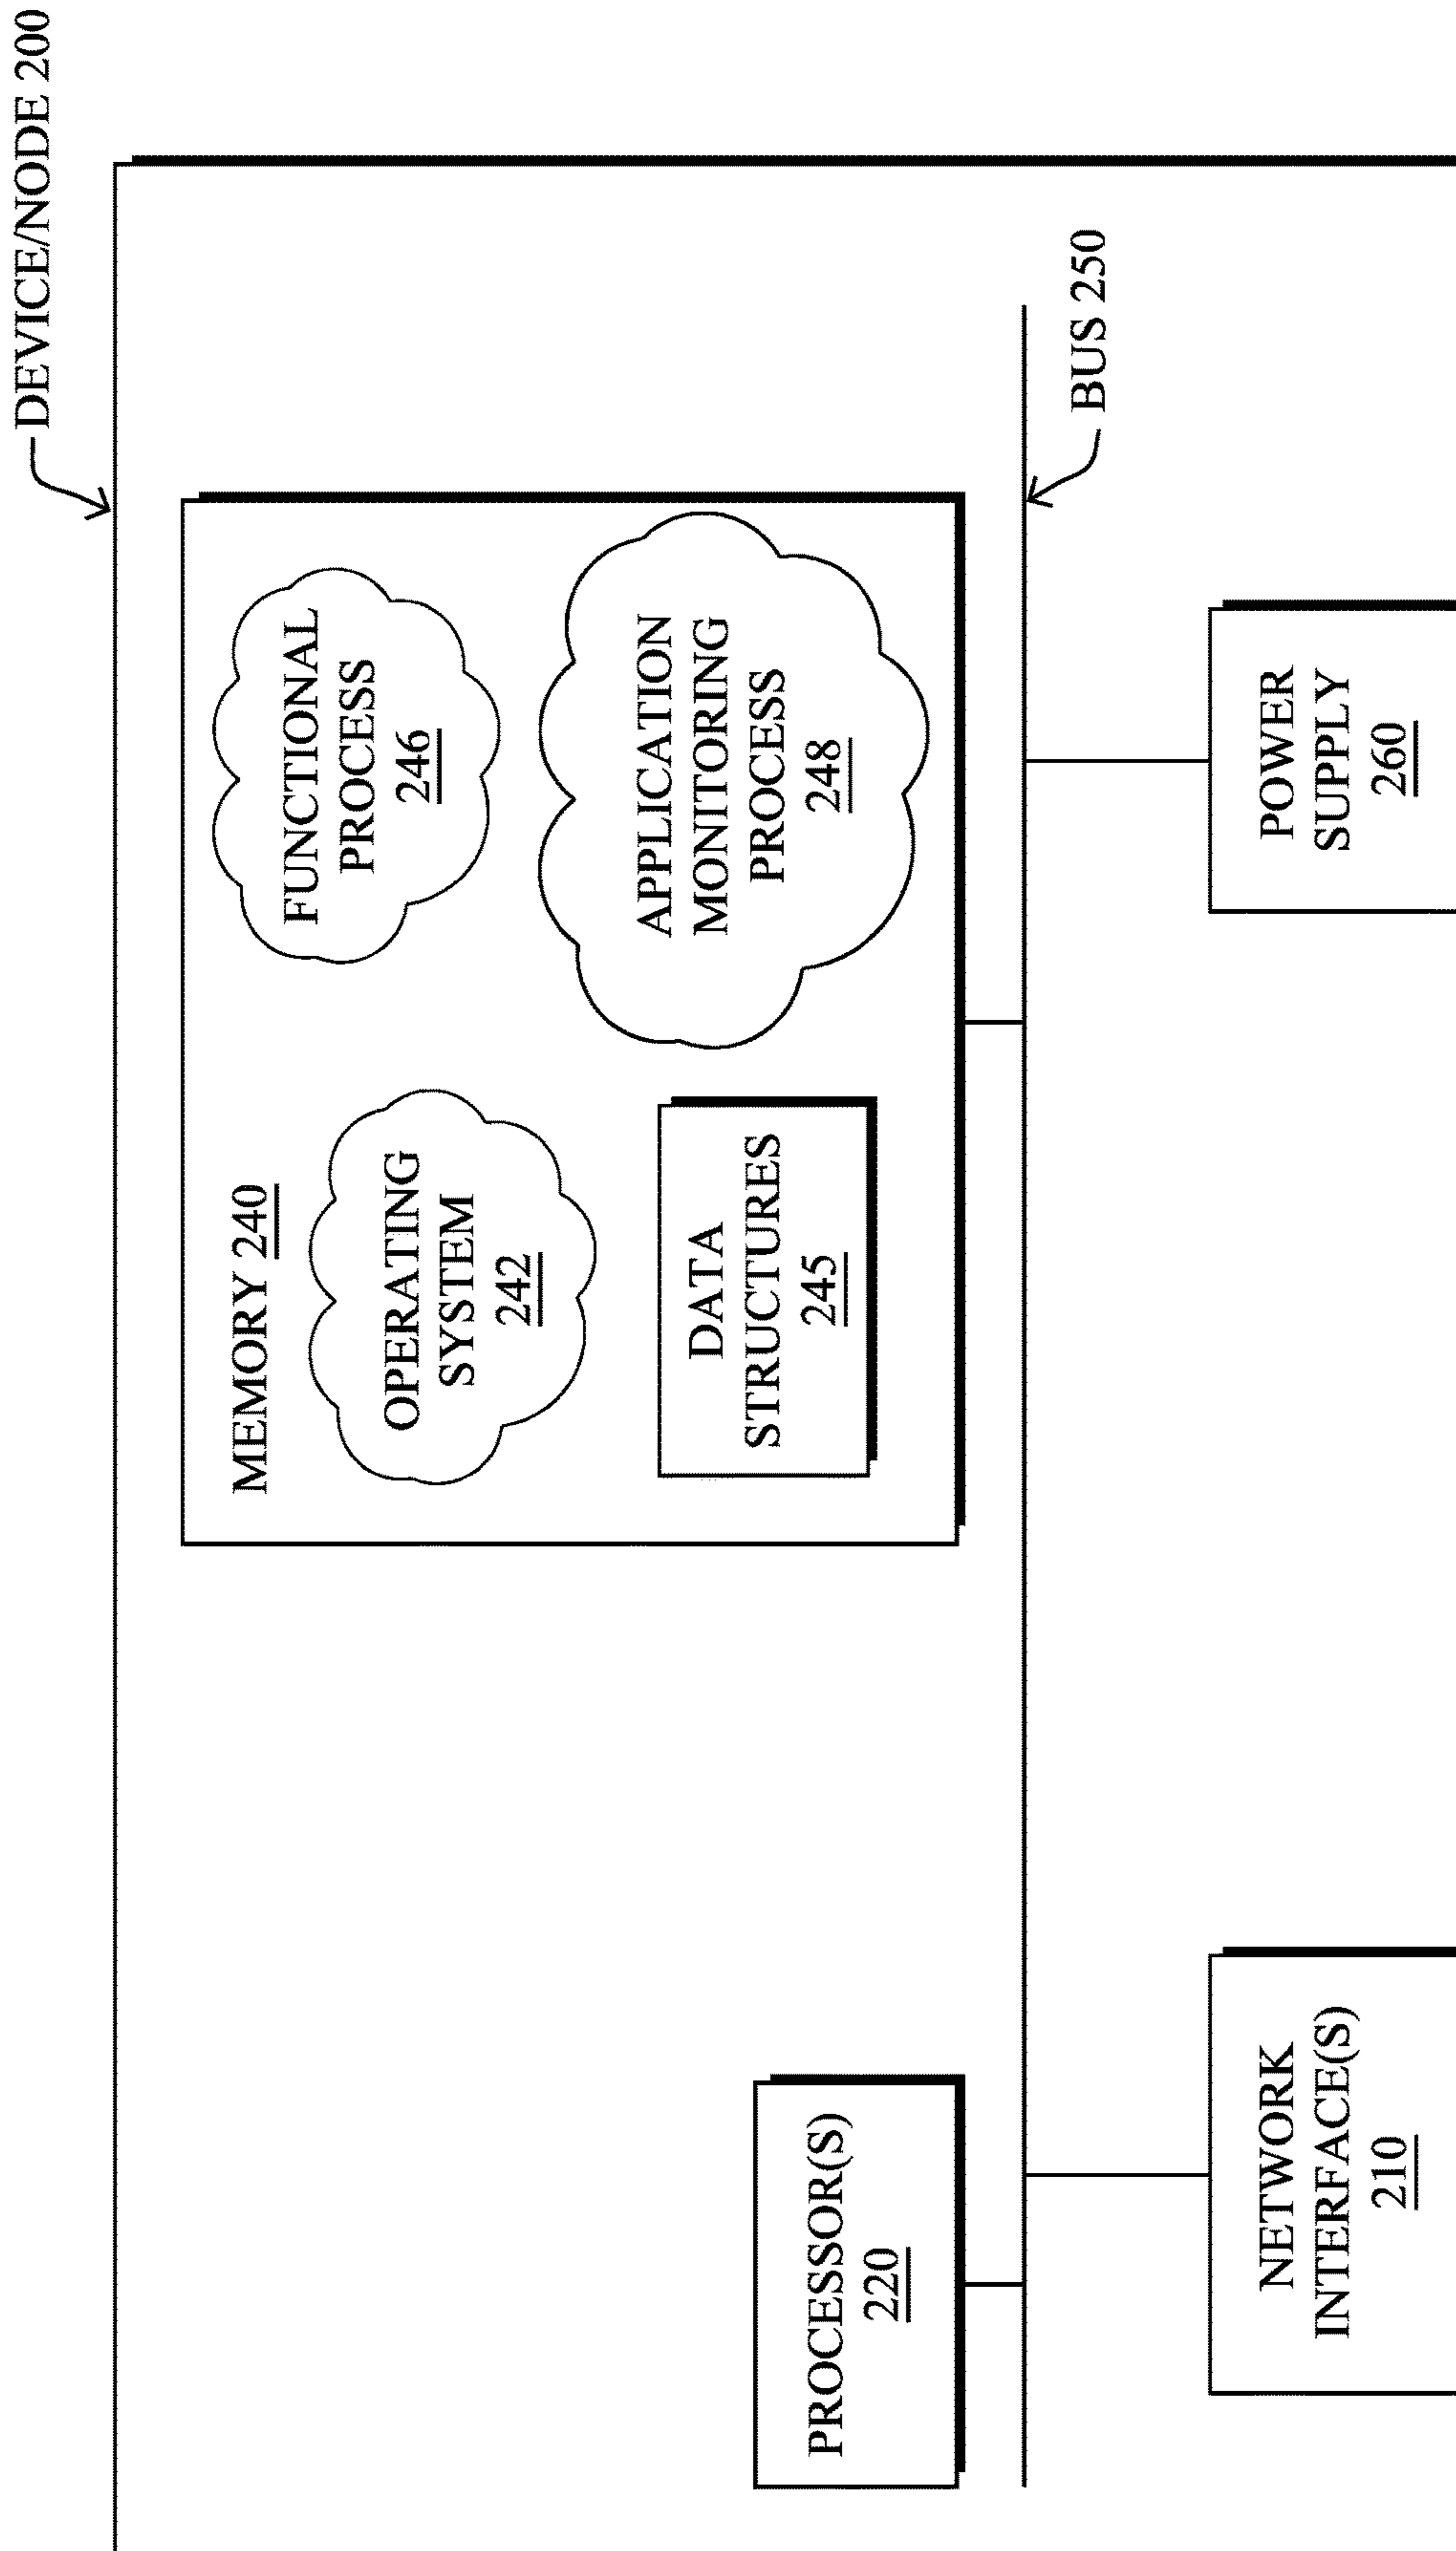 DEVICE/NODE 200
MEMORY 240
OPERATING
SYSTEM
242
FUNCTIONAL
PROCESS
246
DATA
STRUCTURES
245
APPLICATION
MONITORING
PROCESS
248
PROCESSOR(S)
220
BUS 250
NETWORK
INTERFACE(S)
210
POWER
SUPPLY
260